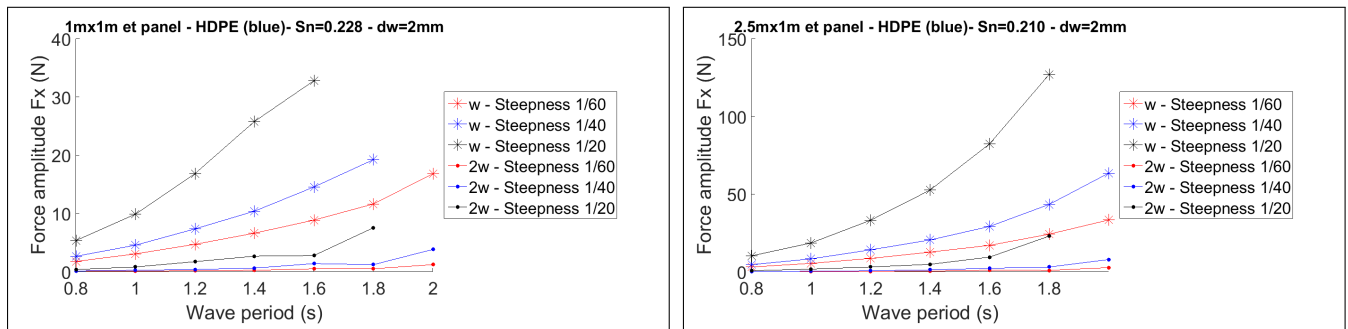 1mx1m et panel - HDPE (blue)- Sn=0.228 - dw=2mm
40
30
20
10
0
Force amplitude Fx (N)
0.8 1 1.2 1.4 1.6 1.8 2
Wave period (s)
w - Steepness 1/60
w - Steepness 1/40
w - Steepness 1/20
2w - Steepness 1/60
2w - Steepness 1/40
2w - Steepness 1/20
2.5mx1m et panel - HDPE (blue)- Sn=0.210 - dw=2mm
150
100
50
0
Force amplitude Fx (N)
0.8 1 1.2 1.4 1.6 1.8
Wave period (s)
w - Steepness 1/60
w - Steepness 1/40
w - Steepness 1/20
2w - Steepness 1/60
2w - Steepness 1/40
2w - Steepness 1/20